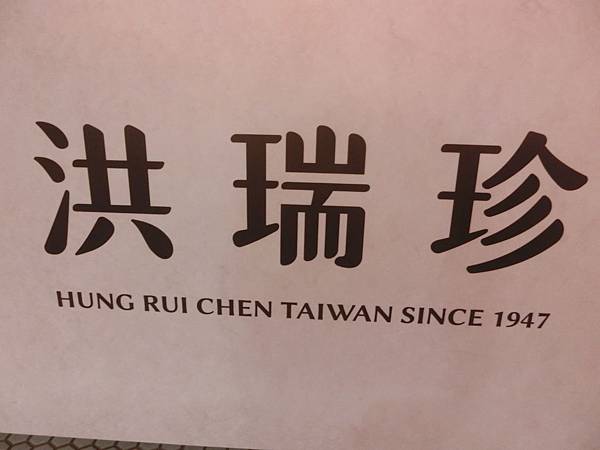 洪瑞珍
HUNG RUI CHEN TAIWAN SINCE 1947